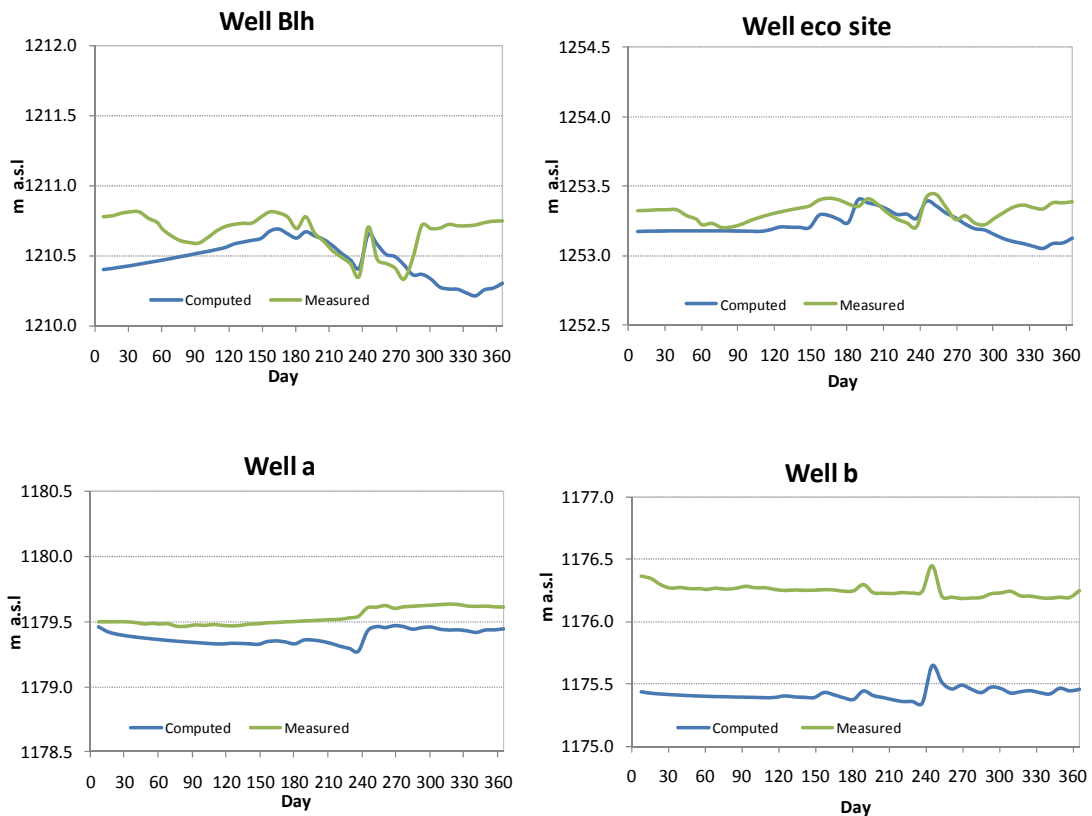 Well Blh
1212.0
1211.5
1211.0
1210.5
1210.0
m a.s.l
Computed Measured
0 30 60 90 120 150 180 210 240 270 300 330 360
Day
Well eco site
1254.5
1254.0
1253.5
1253.0
1252.5
m a.s.l
Computed Measured
0 30 60 90 120 150 180 210 240 270 300 330 360
Day
Well a
1180.5
1180.0
1179.5
1179.0
1178.5
m a.s.l
Computed Measured
0 30 60 90 120 150 180 210 240 270 300 330 360
Day
Well b
1177.0
1176.5
1176.0
1175.5
1175.0
m a.s.l
Computed Measured
0 30 60 90 120 150 180 210 240 270 300 330 360
Day